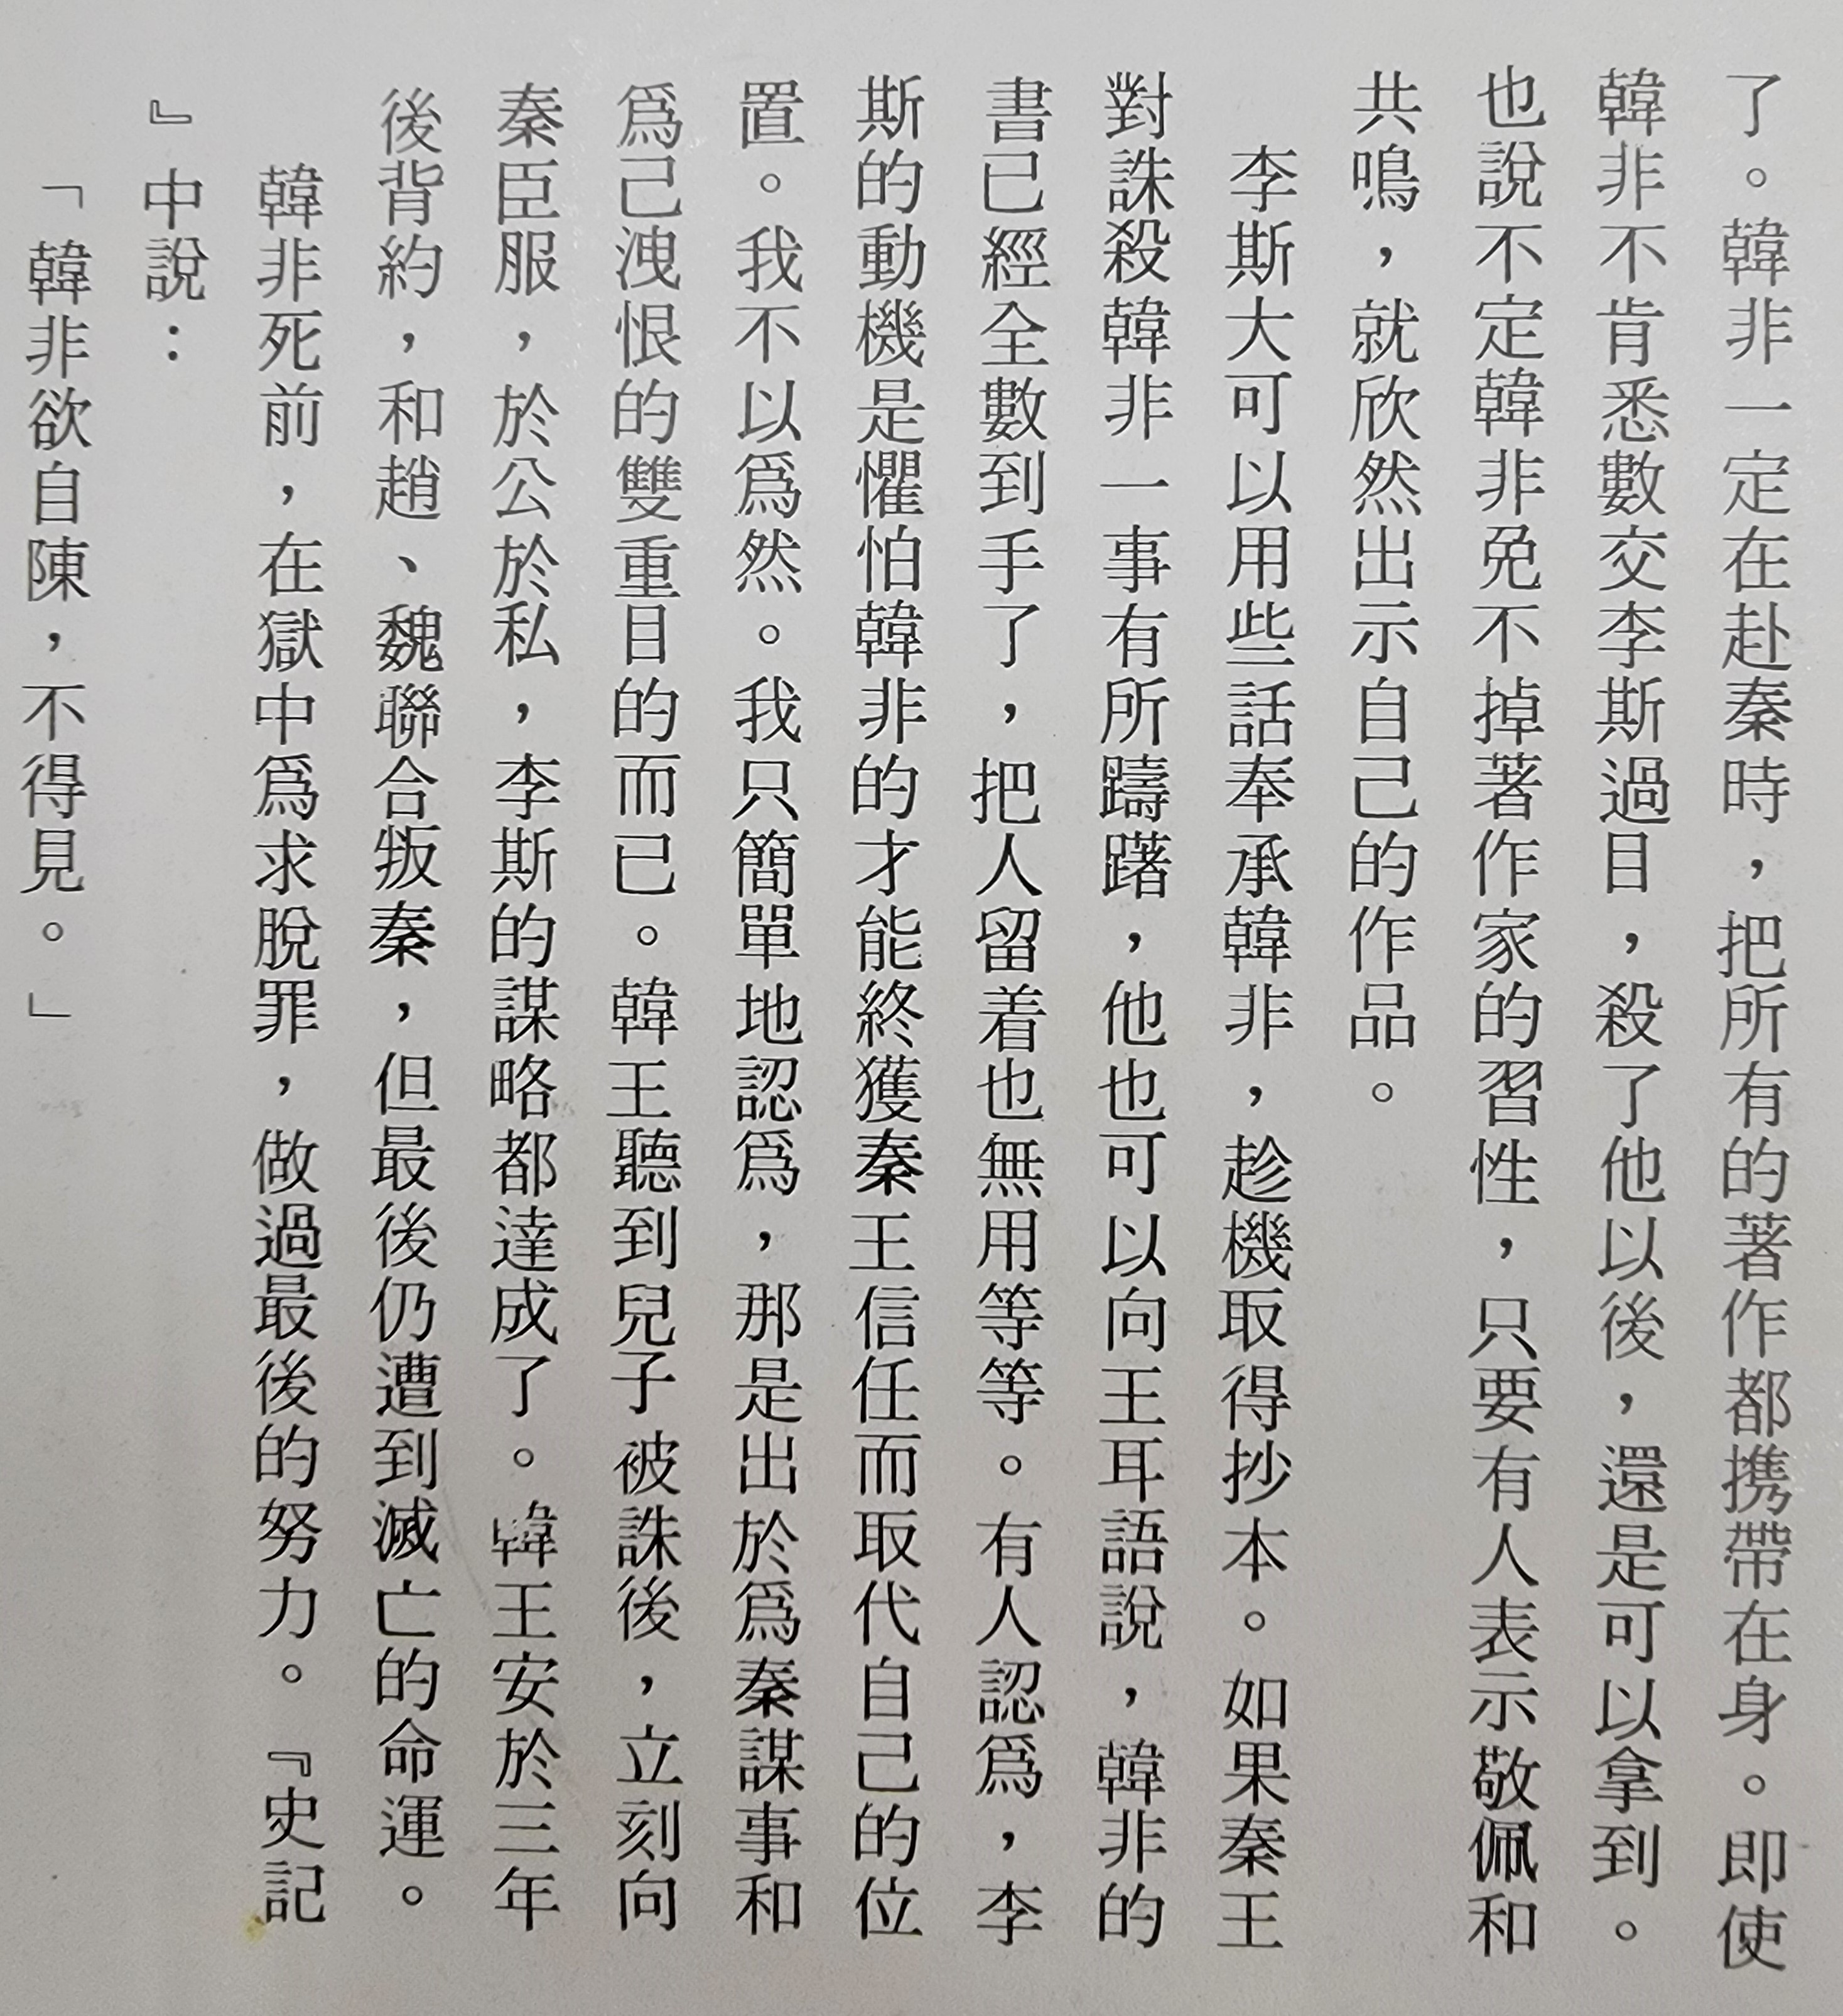 了。韓非一定在赴秦時，把所有的著作都携帶在身。即使
韓非不肯悉數交李斯過目，殺了他以後，還是可以拿到。
也說不定韓非免不掉著作家的習性，只要有人表示敬佩和
共鳴，就欣然出示自己的作品。
李斯大可以用些話奉承韓非，趁機取得抄本。如果秦王
對誅殺韓非一事有所躊躇，他也可以向王耳語說，韓非的
書已經全數到手了，把人留着也無用等等。有人認爲，李
斯的動機是懼怕韓非的才能終獲秦王信任而取代自己的位
置。我不以爲然。我只簡單地認爲，那是出於爲秦謀事和
爲己洩恨的雙重目的而已。韓王聽到兒子被誅後，立刻向
秦臣服，於公於私，李斯的謀略都達成了。韓王安於三年
後背約，和趙、魏聯合叛秦，但最後仍遭到滅亡的命運。
韓非死前，在獄中爲求脫罪，做過最後的努力。『史記
』中說：
「韓非欲自陳，不得見。」